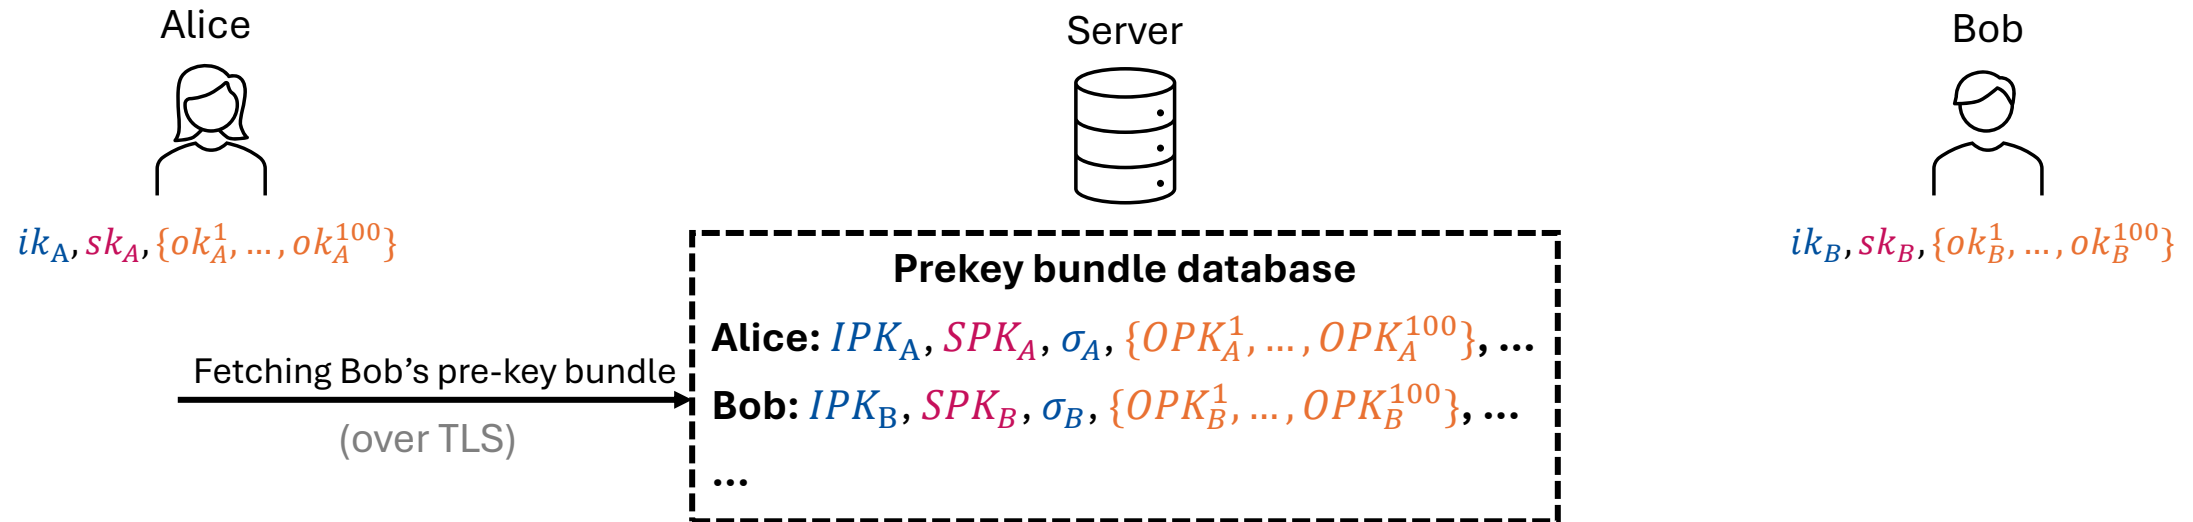 Alice
Server
Bob
ik_A, sk_A, {ok_A^1, ..., ok_A^100}
ik_B, sk_B, {ok_B^1, ..., ok_B^100}
Prekey bundle database
Alice: IPK_A, SPK_A, σ_A, {OPK_A^1, ..., OPK_A^100}, ...
Fetching Bob’s pre-key bundle
(over TLS)
Bob: IPK_B, SPK_B, σ_B, {OPK_B^1, ..., OPK_B^100}, ...
...